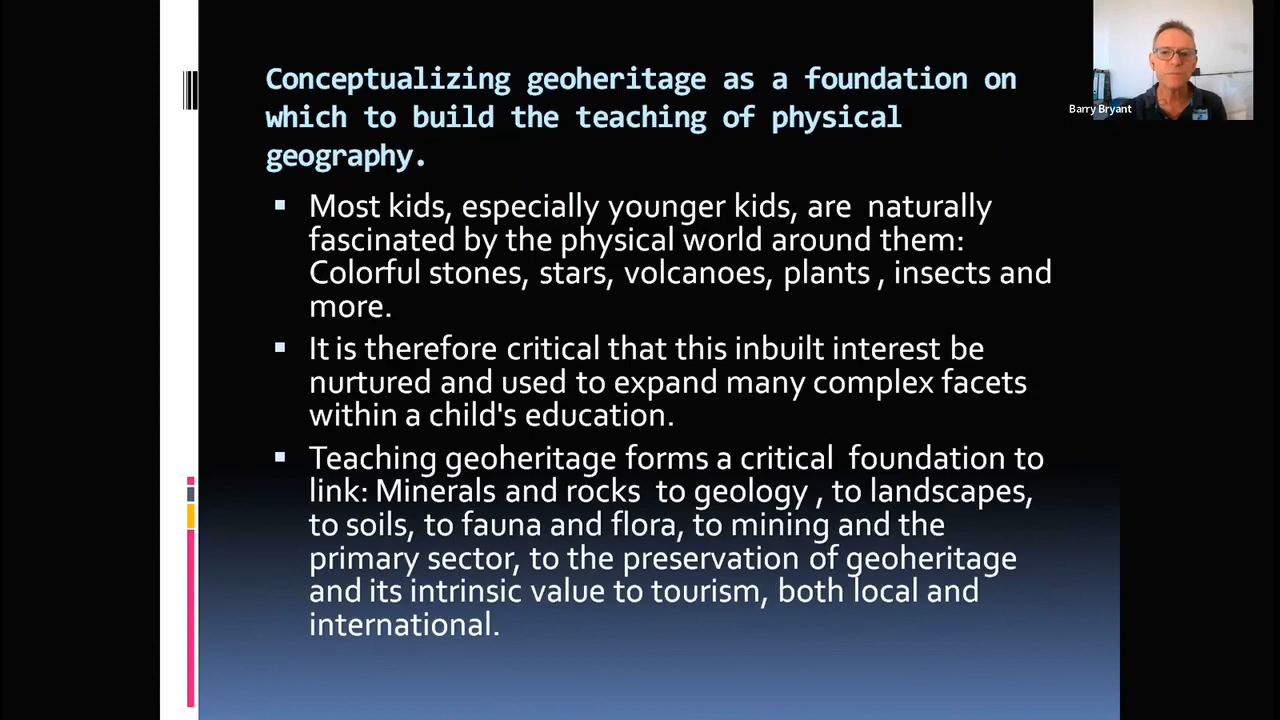 Conceptualizing geoheritage as a foundation on
which to build the teaching of physical
geography.
Most kids, especially younger kids, are naturally
fascinated by the physical world around them:
Colorful stones, stars, volcanoes, plants , insects and
more.
It is therefore critical that this inbuilt interest be
nurtured and used to expand many complex facets
within a child's education.
Teaching geoheritage forms a critical foundation to
link: Minerals and rocks to geology , to landscapes,
to soils, to fauna and flora, to mining and the
primary sector, to the preservation of geoheritage
and its intrinsic value to tourism, both local and
international.
Barry Bryant